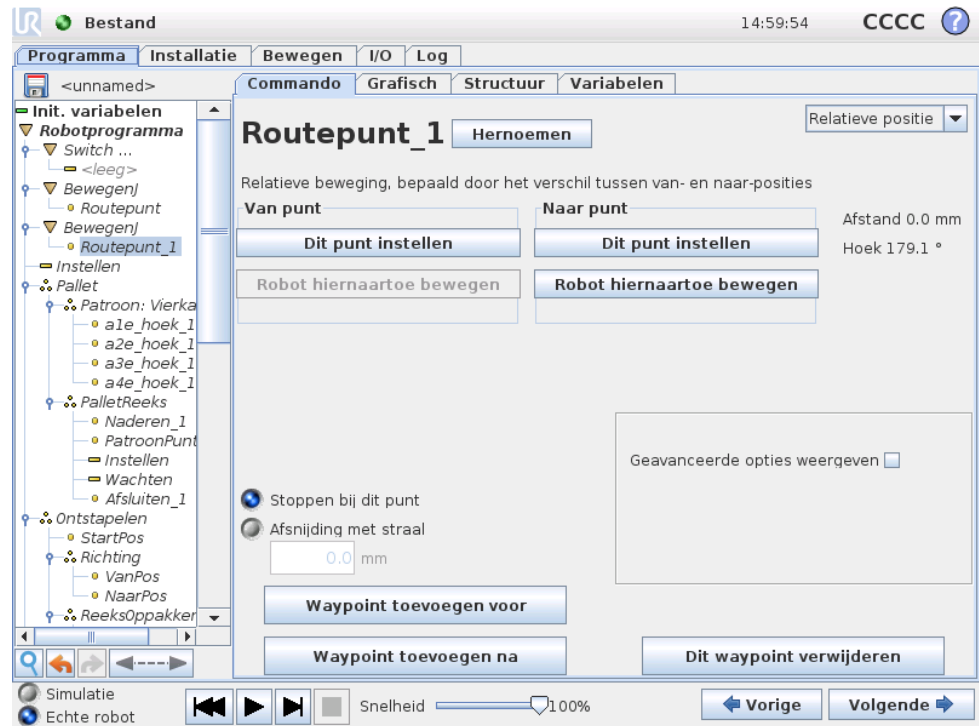 UR Bestand 14:59:54 CCCC ?
Programma Installatie Bewegen I/O Log
<unnamed>
Commando Grafisch Structuur Variabelen
Init. variabelen
Robotprogramma
Switch ...
<leeg>
BewegenJ
Routepunt
BewegenJ
Routepunt_1
Instellen
Pallet
Patroon: Vierka
a1e_hoek_1
a2e_hoek_1
a3e_hoek_1
a4e_hoek_1
PalletReeks
Naderen_1
PatroonPunt
Instellen
Wachten
Afsluiten_1
Ontstapelen
StartPos
Richting
VanPos
NaarPos
ReeksOppakker
Routepunt_1 Hernoemen
Relatieve positie
Relatieve beweging, bepaald door het verschil tussen van- en naar-posities
Van punt Naar punt
Dit punt instellen Dit punt instellen
Robot hiernaartoe bewegen Robot hiernaartoe bewegen
Afstand 0.0 mm
Hoek 179.1 °
Geavanceerde opties weergeven
Stoppen bij dit punt
Afsnijding met straal
0.0 mm
Waypoint toevoegen voor
Waypoint toevoegen na Dit waypoint verwijderen
Simulatie
Echte robot
Snelheid 100%
Vorige Volgende